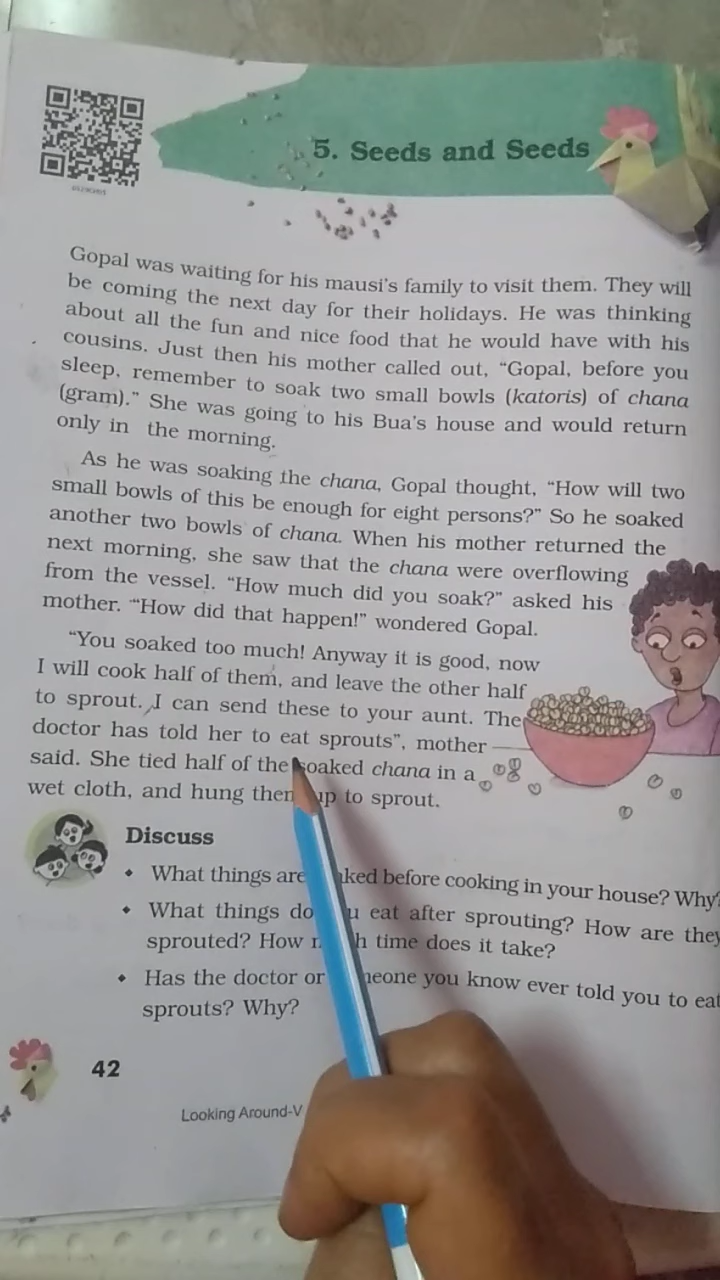 5. Seeds and Seeds
Gopal was waiting for his mausi's family to visit them. They will
be coming the next day for their holidays. He was thinking
about all the fun and nice food that he would have with his
cousins. Just then his mother called out, "Gopal, before you
sleep, remember to soak two small bowls (katoris) of chana
(gram)." She was going to his Bua's house and would return
only in the morning.
As he was soaking the chana, Gopal thought, "How will two
small bowls of this be enough for eight persons?" So he soaked
another two bowls of chana. When his mother returned the
next morning, she saw that the chana were overflowing
from the vessel. "How much did you soak?" asked his
mother. "How did that happen!" wondered Gopal.
"You soaked too much! Anyway it is good, now
I will cook half of them, and leave the other half
to sprout. I can send these to your aunt. The
doctor has told her to eat sprouts", mother
said. She tied half of the soaked chana in a
wet cloth, and hung them up to sprout.
Discuss
• What things are ked before cooking in your house? Why?
• What things do u eat after sprouting? How are they
sprouted? How h time does it take?
• Has the doctor or meone you know ever told you to eat
sprouts? Why?
42
Looking Around-V